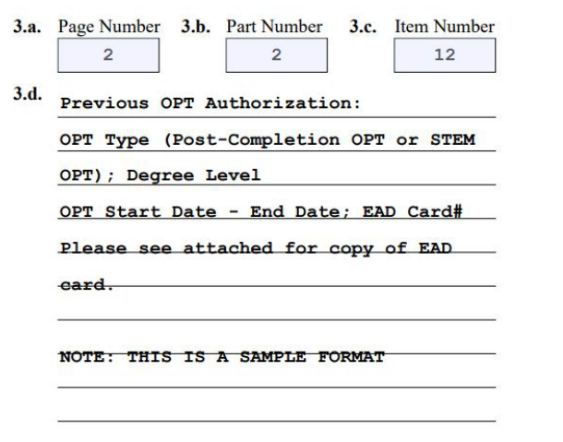 3.a. Page Number 3.b. Part Number 3.c. Item Number
2 2 12
3.d. Previous OPT Authorization:
OPT Type (Post-Completion OPT or STEM
OPT); Degree Level
OPT Start Date - End Date; EAD Card#
Please see attached for copy of EAD
card.
NOTE: THIS IS A SAMPLE FORMAT